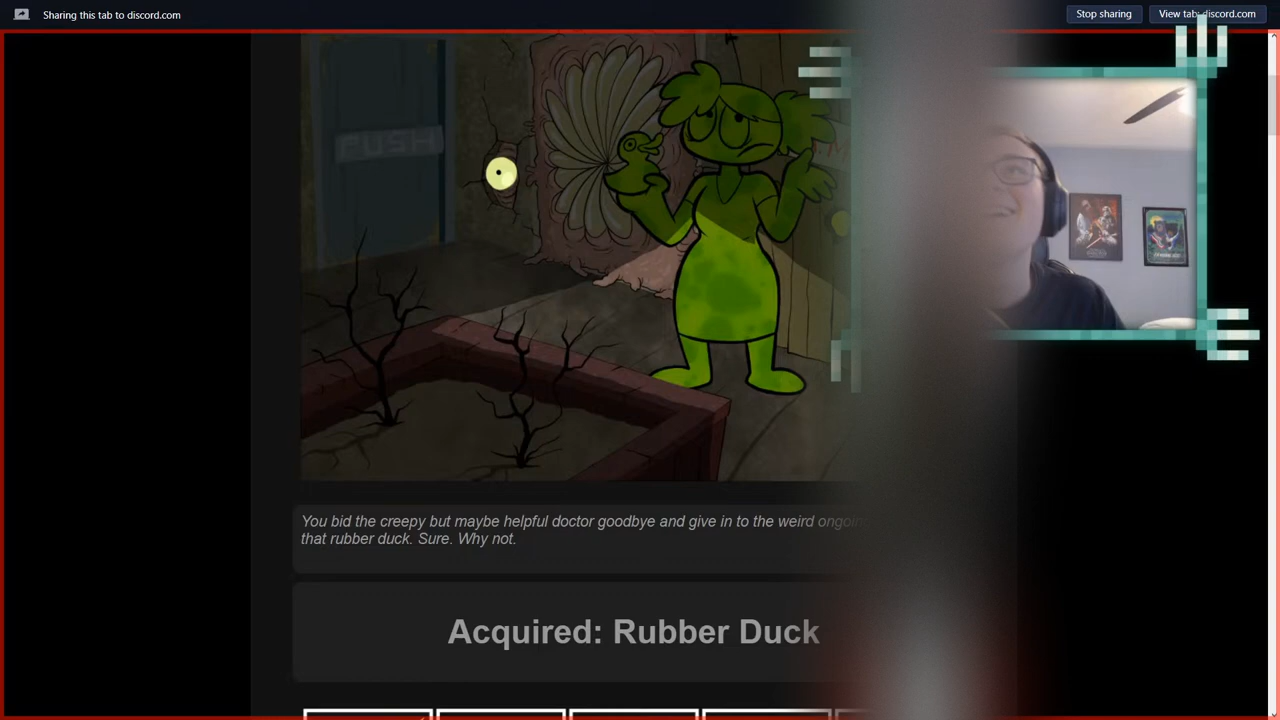 Sharing this tab to discord.com
Stop sharing
View tab: discord.com
PUSH
You bid the creepy but maybe helpful doctor goodbye and give in to the weird ongoing
that rubber duck. Sure. Why not.
Acquired: Rubber Duck